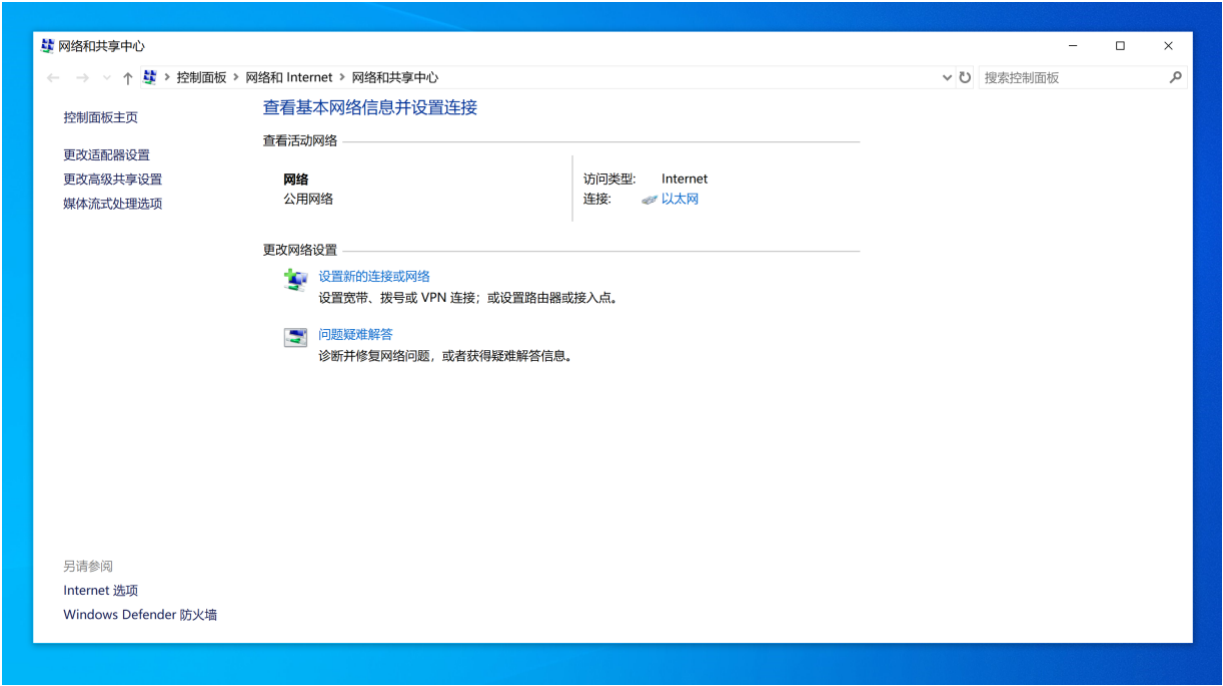 网络和共享中心
控制面板 网络和 Internet 网络和共享中心
搜索控制面板
控制面板主页
更改适配器设置
更改高级共享设置
媒体流式处理选项
查看基本网络信息并设置连接
查看活动网络
网络
公用网络
访问类型: Internet
连接: 以太网
更改网络设置
设置新的连接或网络
设置宽带、拨号或 VPN 连接；或设置路由器或接入点。
问题疑难解答
诊断并修复网络问题，或者获得疑难解答信息。
另请参阅
Internet 选项
Windows Defender 防火墙